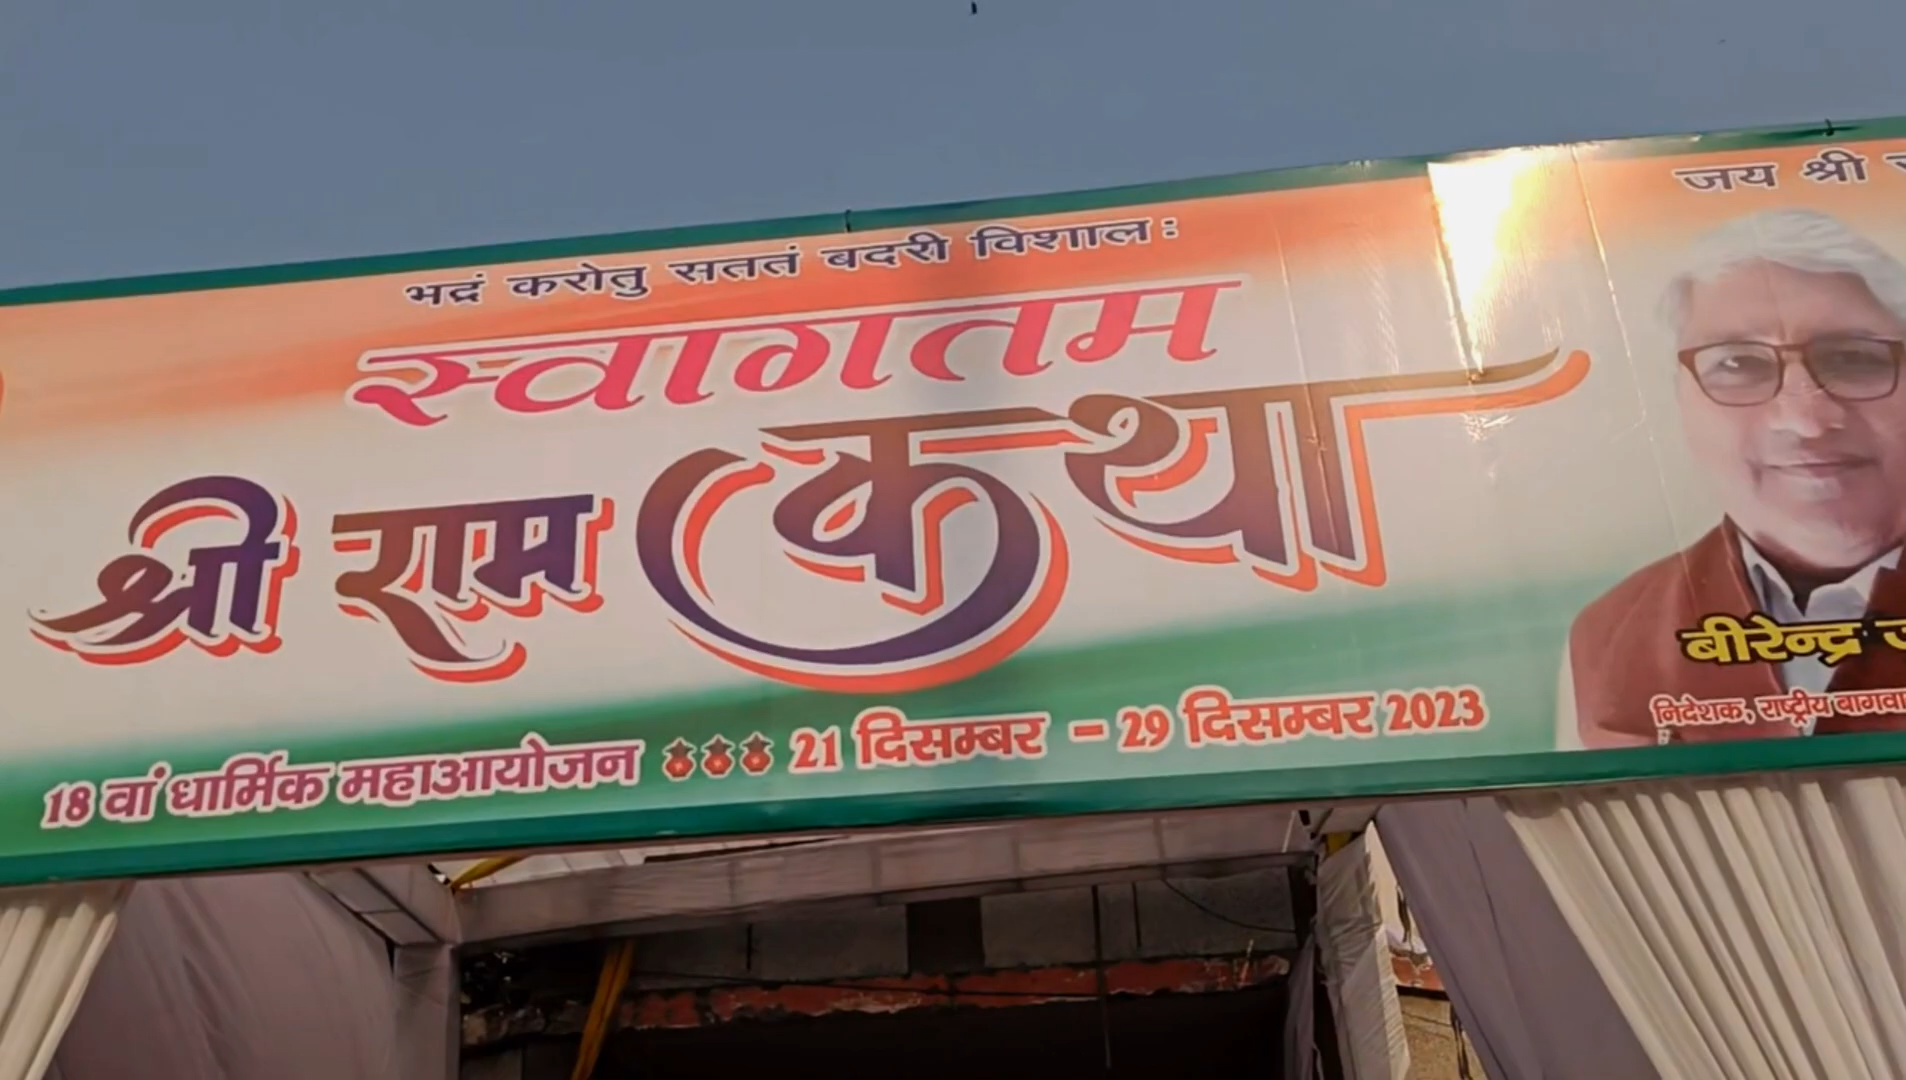 भद्रं करोतु सततं बदरी विशाल:
स्वागतम
श्री राम कथा
18 वां धार्मिक महाआयोजन 21 दिसम्बर - 29 दिसम्बर 2023
जय श्री
बीरेन्द्र
निदेशक, राष्ट्रीय